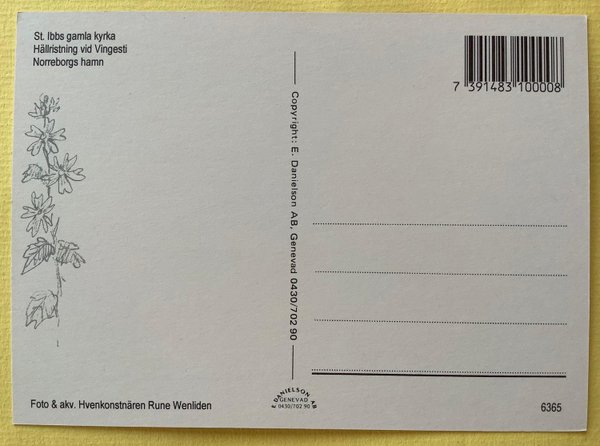 St. Ibbs gamla kyrka
Hällristning vid Vingesti
Norreborgs hamn
7 391483 100008
Copyright: E. Danielson AB, Genevad 0430/702 90
Foto & akv. Hvenkonstnären Rune Wenliden
E DANIELSON AB
GENEVAD
0430/702 90
6365